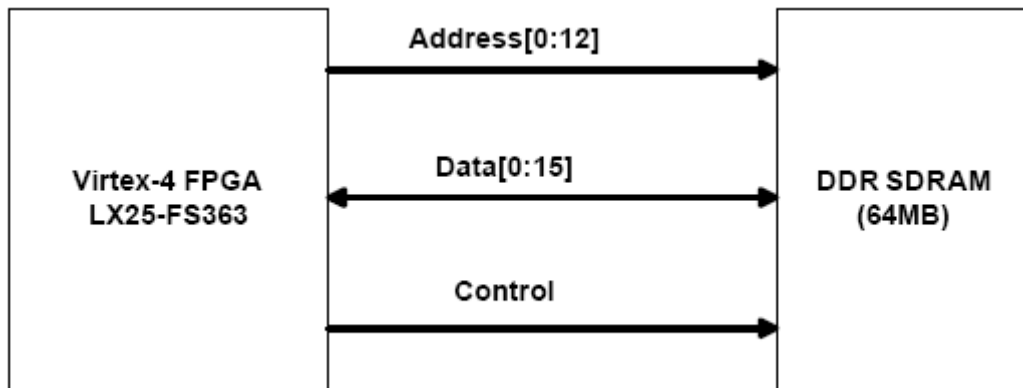 Address[0:12]
Virtex-4 FPGA
LX25-FS363
Data[0:15]
DDR SDRAM
(64MB)
Control